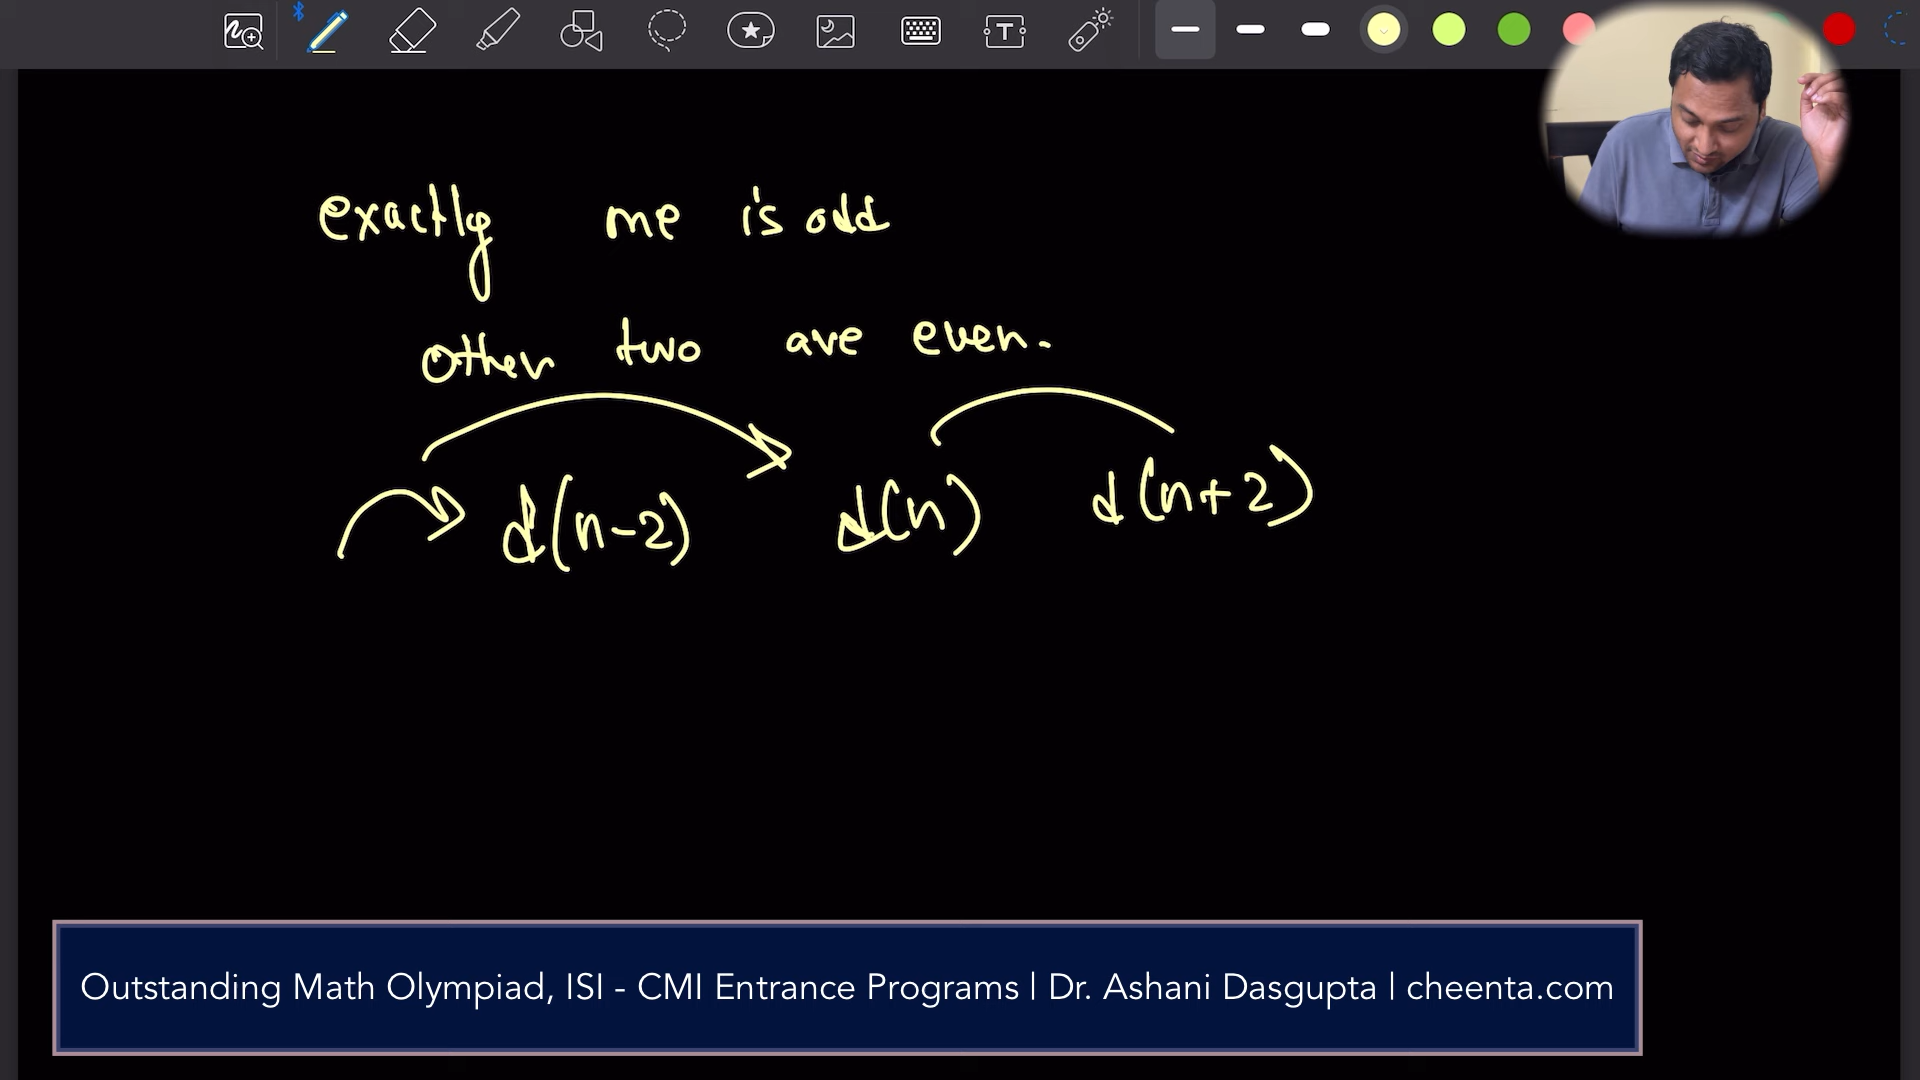 exactly one is odd
other two are even.
d(n-2) d(n) d(n+2)
Outstanding Math Olympiad, ISI - CMI Entrance Programs | Dr. Ashani Dasgupta | cheenta.com